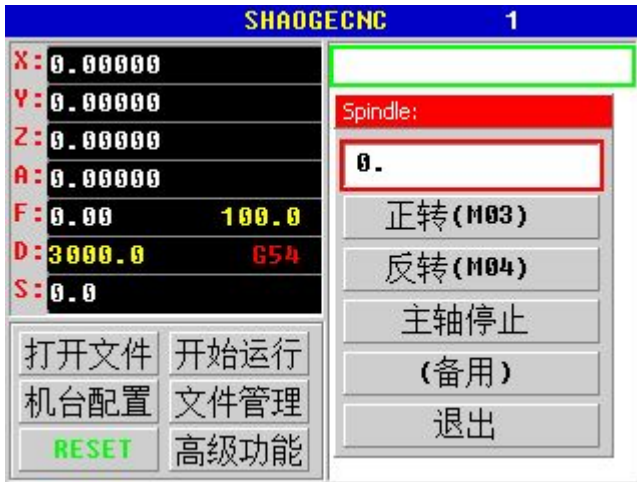 SHAOGECNC 1
X: 0.00000
Y: 0.00000
Z: 0.00000
A: 0.00000
F: 0.00 100.0
D: 3000.0 G54
S: 0.0
打开文件 开始运行
机台配置 文件管理
RESET 高级功能
Spindle:
0.
正转(M03)
反转(M04)
主轴停止
(备用)
退出